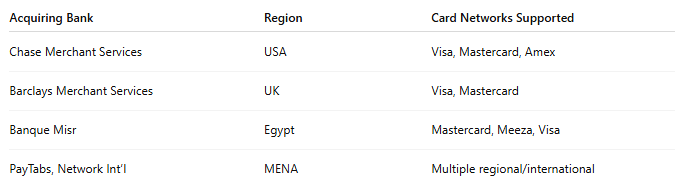 Acquiring Bank Region Card Networks Supported
Chase Merchant Services USA Visa, Mastercard, Amex
Barclays Merchant Services UK Visa, Mastercard
Banque Misr Egypt Mastercard, Meeza, Visa
PayTabs, Network Int'l MENA Multiple regional/international